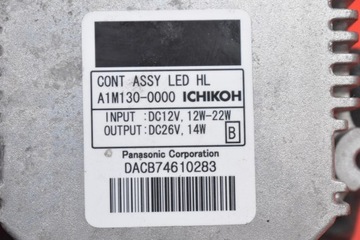 CONT ASSY LED HL
A1M130-0000 ICHIKOH
INPUT :DC12V, 12W-22W
OUTPUT:DC26V, 14W
B
Panasonic Corporation
DACB74610283